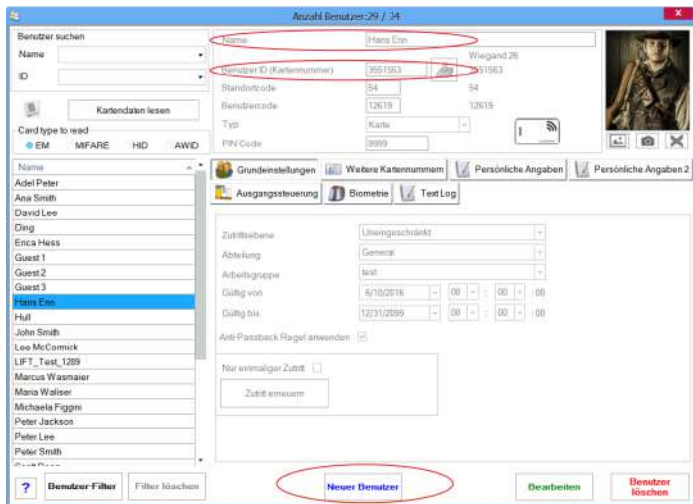 Anzahl Benutzer:29 / 34
X
Benutzer suchen
Name
ID
Kartendaten lesen
Card type to read
EM MIFARE HID AWID
Name Hans Enn
Wiegand 26
Benutzer ID (Kartennummer) 3551563 3551563
Standortcode 54 54
Benutzercode 12619 12619
Typ Karte
PIN Code 9999
Name
Adel Peter
Ana Smith
David Lee
Ding
Erica Hess
Guest 1
Guest 2
Guest 3
Hans Enn
Hull
John Smith
Lee McCormick
LIFT_Test_1289
Marcus Wasmaier
Maria Waliser
Michaela Figgini
Peter Jackson
Peter Lee
Peter Smith
Grundeinstellungen Weitere Kartennummern Persönliche Angaben Persönliche Angaben 2
Ausgangssteuerung Biometrie Text Log
Zutrittsebene Uneingeschränkt
Abteilung General
Arbeitsgruppe test
Gültig von 6/10/2016 00 : 00 : 00
Gültig bis 12/31/2099 00 : 00 : 00
Anti-Passback Regel anwenden
Nur einmaliger Zutritt
Zutritt erneuern
? Benutzer-Filter Filter löschen Neuer Benutzer Bearbeiten Benutzer
löschen